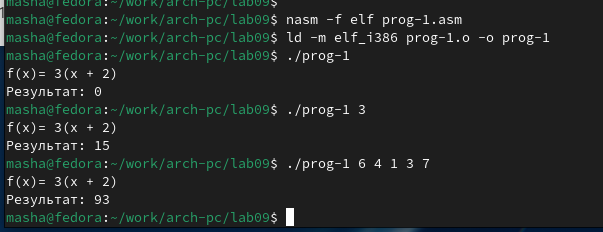 masha@fedora:~/work/arch-pc/lab09$
masha@fedora:~/work/arch-pc/lab09$ nasm -f elf prog-1.asm
masha@fedora:~/work/arch-pc/lab09$ ld -m elf_i386 prog-1.o -o prog-1
masha@fedora:~/work/arch-pc/lab09$ ./prog-1
f(x)= 3(x + 2)
Результат: 0
masha@fedora:~/work/arch-pc/lab09$ ./prog-1 3
f(x)= 3(x + 2)
Результат: 15
masha@fedora:~/work/arch-pc/lab09$ ./prog-1 6 4 1 3 7
f(x)= 3(x + 2)
Результат: 93
masha@fedora:~/work/arch-pc/lab09$